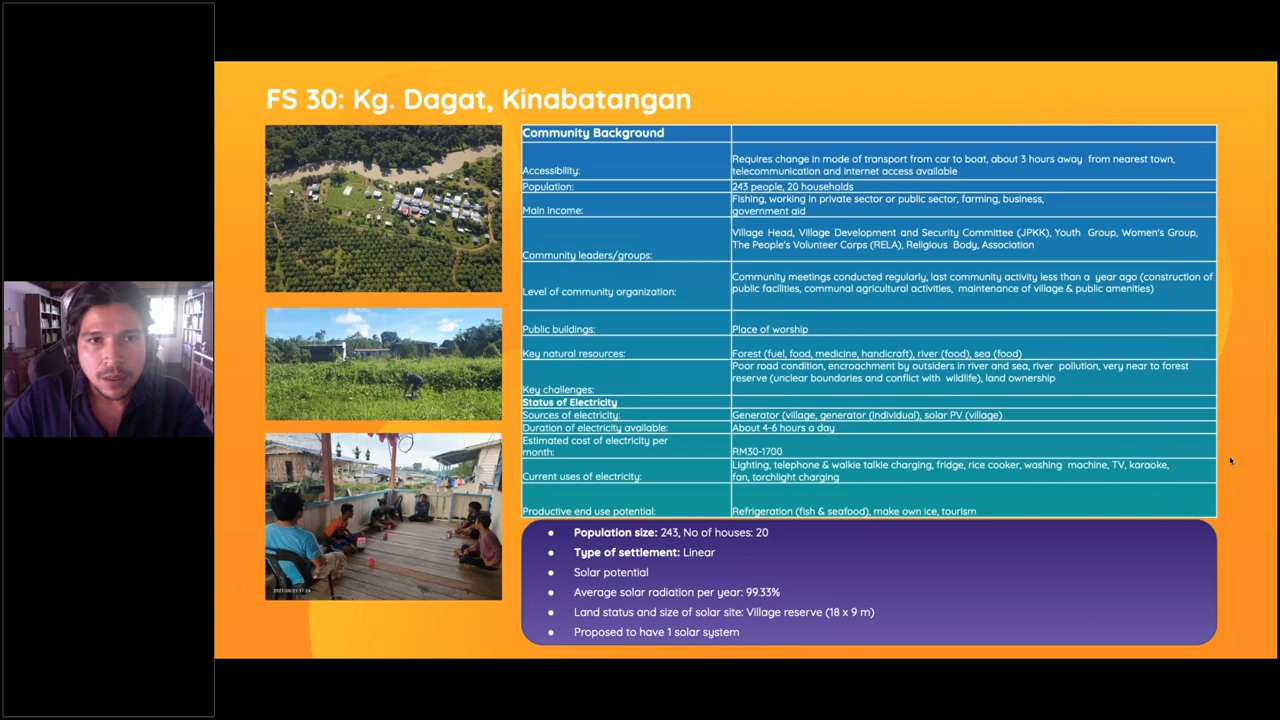 FS 30: Kg. Dagat, Kinabatangan
Community Background
Accessibility:
Requires change in mode of transport from car to boat, about 3 hours away from nearest town,
telecommunication and internet access available
Population:
243 people, 20 households
Main income:
Fishing, working in private sector or public sector, farming, business,
government aid
Community leaders/groups:
Village Head, Village Development and Security Committee (JPKK), Youth Group, Women's Group,
The People's Volunteer Corps (RELA), Religious Body, Association
Level of community organization:
Community meetings conducted regularly, last community activity less than a year ago (construction of
public facilities, communal agricultural activities, maintenance of village & public amenities)
Public buildings:
Place of worship
Key natural resources:
Forest (fuel, food, medicine, handicraft), river (food), sea (food)
Key challenges:
Poor road condition, encroachment by outsiders in river and sea, river pollution, very near to forest
reserve (unclear boundaries and conflict with wildlife), land ownership
Status of Electricity
Sources of electricity:
Generator (village, generator (individual), solar PV (village)
Duration of electricity available:
About 4-6 hours a day
Estimated cost of electricity per
month:
RM30-1700
Current uses of electricity:
Lighting, telephone & walkie talkie charging, fridge, rice cooker, washing machine, TV, karaoke,
fan, torchlight charging
Productive end use potential:
Refrigeration (fish & seafood), make own ice, tourism
● Population size: 243, No of houses: 20
● Type of settlement: Linear
● Solar potential
● Average solar radiation per year: 99.33%
● Land status and size of solar site: Village reserve (18 x 9 m)
● Proposed to have 1 solar system